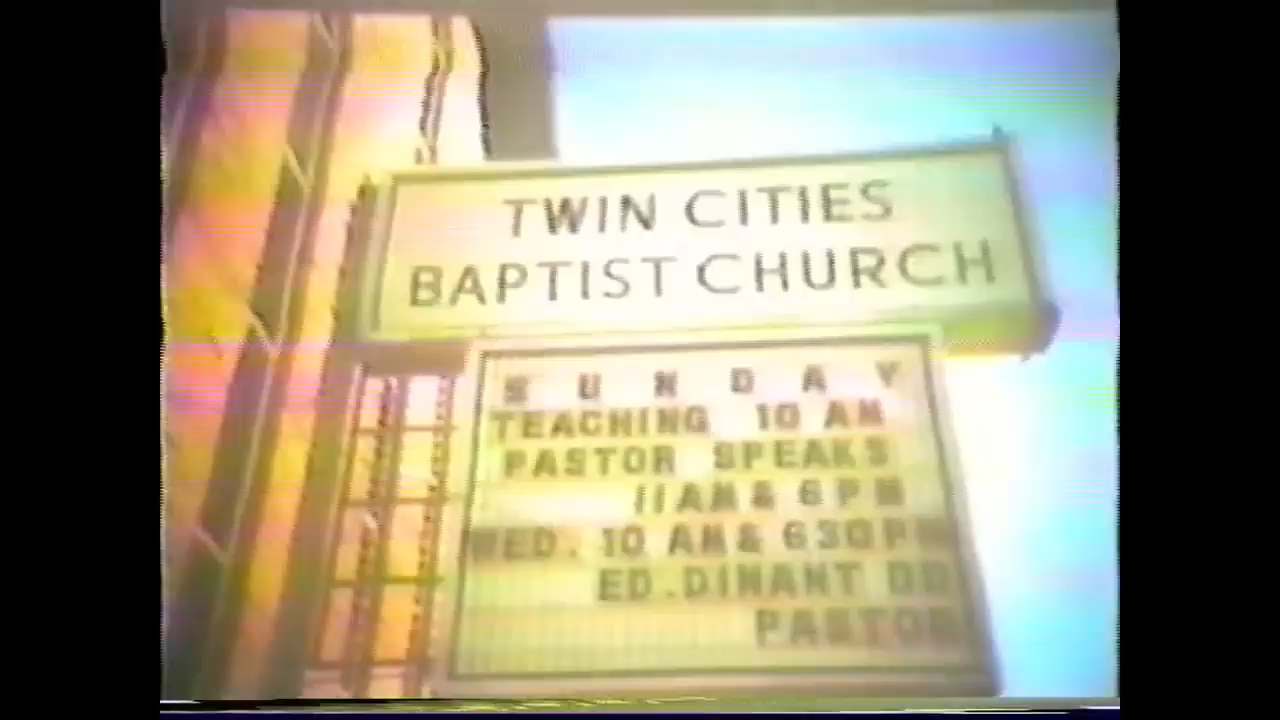 TWIN CITIES
BAPTIST CHURCH
SUNDAY
TEACHING 10 AM
PASTOR SPEAKS
11 AM & 6 PM
WED. 10 AM & 630 PM
ED. DINANT DD
PASTOR